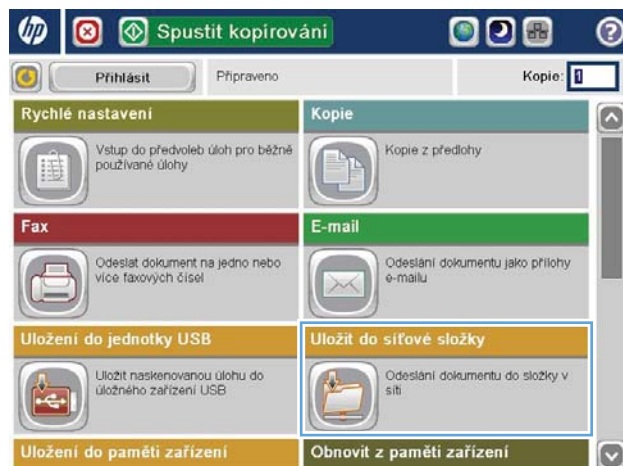 hp
Spustit kopírování
?
Přihlásit
Připraveno
Kopie: 1
Rychlé nastavení
Vstup do předvoleb úloh pro běžně
používané úlohy
Kopie
Kopie z předlohy
Fax
Odeslat dokument na jedno nebo
více faxových čísel
E-mail
Odeslání dokumentu jako přílohy
e-mailu
Uložení do jednotky USB
Uložit naskenovanou úlohu do
úložného zařízení USB
Uložit do síťové složky
Odeslání dokumentu do složky v
síti
Uložení do paměti zařízení
Obnovit z paměti zařízení